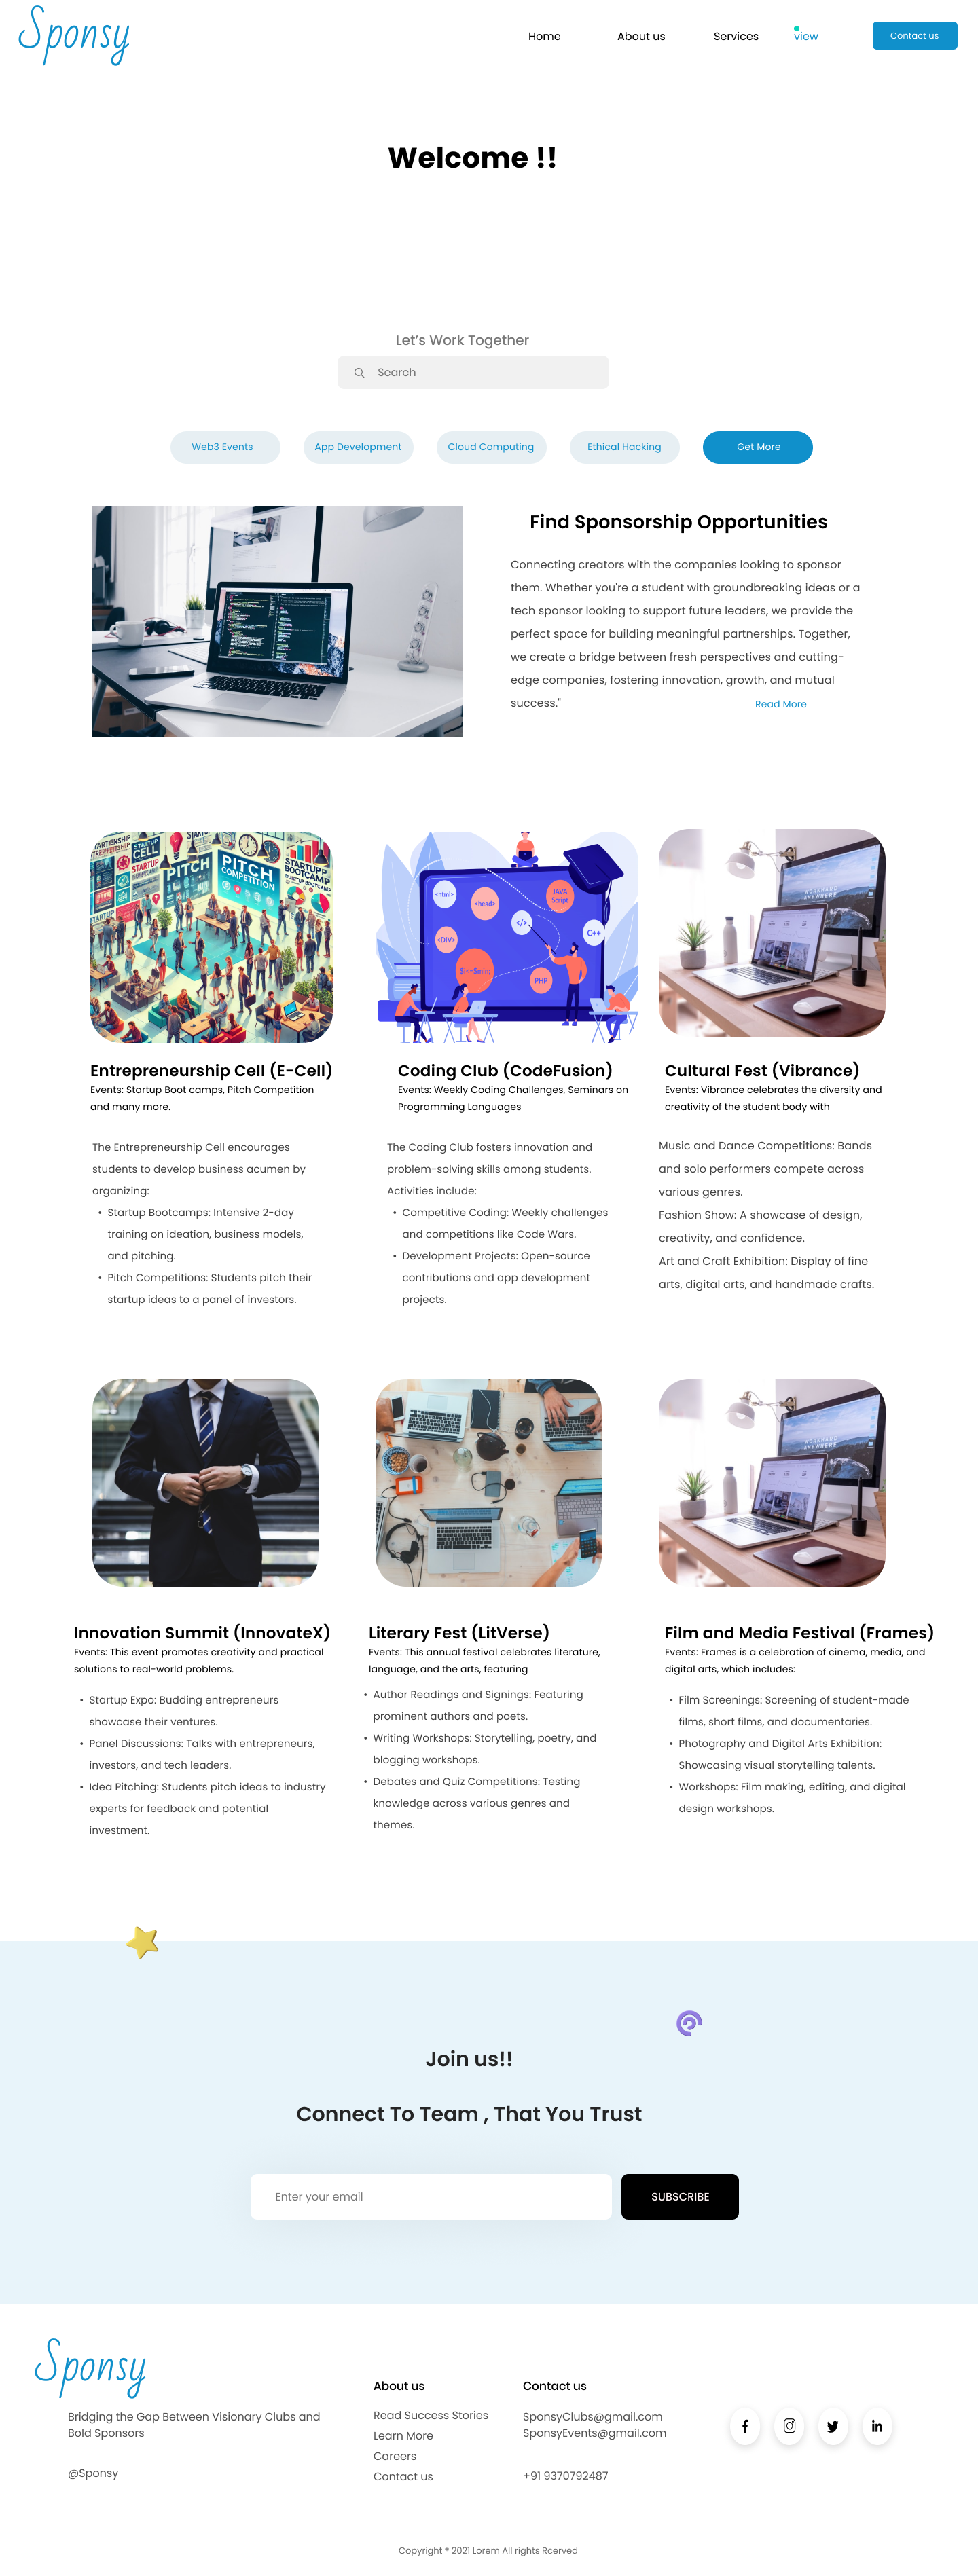 Sponsy
Home
About us
Services
view
Contact us
Welcome !!
Let’s Work Together
Search
Web3 Events
App Development
Cloud Computing
Ethical Hacking
Get More
Find Sponsorship Opportunities
Connecting creators with the companies looking to sponsor
them. Whether you're a student with groundbreaking ideas or a
tech sponsor looking to support future leaders, we provide the
perfect space for building meaningful partnerships. Together,
we create a bridge between fresh perspectives and cutting-
edge companies, fostering innovation, growth, and mutual
success."
Read More
STARTUP
CELL
PITCH
PITCH
COMPETITION
STARTUPP
BOOTCAMP
<html>
<head>
JAVA
Script
</>
C++
<DIV>
$i++$min;
PHP
Entrepreneurship Cell (E-Cell)
Events: Startup Boot camps, Pitch Competition
and many more.
The Entrepreneurship Cell encourages
students to develop business acumen by
organizing:
• Startup Bootcamps: Intensive 2-day
training on ideation, business models,
and pitching.
• Pitch Competitions: Students pitch their
startup ideas to a panel of investors.
Coding Club (CodeFusion)
Events: Weekly Coding Challenges, Seminars on
Programming Languages
The Coding Club fosters innovation and
problem-solving skills among students.
Activities include:
• Competitive Coding: Weekly challenges
and competitions like Code Wars.
• Development Projects: Open-source
contributions and app development
projects.
Cultural Fest (Vibrance)
Events: Vibrance celebrates the diversity and
creativity of the student body with
Music and Dance Competitions: Bands
and solo performers compete across
various genres.
Fashion Show: A showcase of design,
creativity, and confidence.
Art and Craft Exhibition: Display of fine
arts, digital arts, and handmade crafts.
Innovation Summit (InnovateX)
Events: This event promotes creativity and practical
solutions to real-world problems.
• Startup Expo: Budding entrepreneurs
showcase their ventures.
• Panel Discussions: Talks with entrepreneurs,
investors, and tech leaders.
• Idea Pitching: Students pitch ideas to industry
experts for feedback and potential
investment.
Literary Fest (LitVerse)
Events: This annual festival celebrates literature,
language, and the arts, featuring
• Author Readings and Signings: Featuring
prominent authors and poets.
• Writing Workshops: Storytelling, poetry, and
blogging workshops.
• Debates and Quiz Competitions: Testing
knowledge across various genres and
themes.
Film and Media Festival (Frames)
Events: Frames is a celebration of cinema, media, and
digital arts, which includes:
• Film Screenings: Screening of student-made
films, short films, and documentaries.
• Photography and Digital Arts Exhibition:
Showcasing visual storytelling talents.
• Workshops: Film making, editing, and digital
design workshops.
Join us!!
Connect To Team , That You Trust
Enter your email
SUBSCRIBE
Sponsy
Bridging the Gap Between Visionary Clubs and
Bold Sponsors
@Sponsy
About us
Read Success Stories
Learn More
Careers
Contact us
Contact us
SponsyClubs@gmail.com
SponsyEvents@gmail.com
+91 9370792487
Copyright ® 2021 Lorem All rights Rcerved